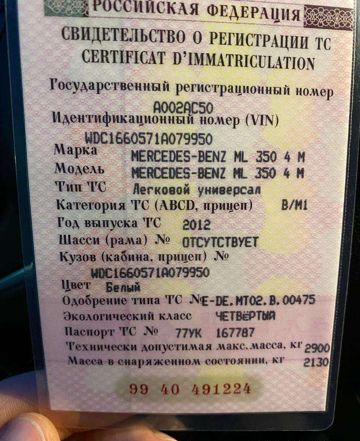 РОССИЙСКАЯ ФЕДЕРАЦИЯ
СВИДЕТЕЛЬСТВО О РЕГИСТРАЦИИ ТС
CERTIFICAT D'IMMATRICULATION
Государственный регистрационный номер
А002АС50
Идентификационный номер (VIN)
WDC1660571A079950
Марка MERCEDES-BENZ ML 350 4 M
Модель MERCEDES-BENZ ML 350 4 M
Тип ТС Легковой универсал
Категория ТС (ABCD, прицеп) B/M1
Год выпуска ТС 2012
Шасси (рама) № ОТСУТСТВУЕТ
Кузов (кабина, прицеп) №
WDC1660571A079950
Цвет Белый
Одобрение типа ТС №E-DE.MT02.B.00475
Экологический класс ЧЕТВЁРТЫЙ
Паспорт ТС № 77УК 167787
Технически допустимая макс. масса, кг 2900
Масса в снаряженном состоянии, кг 2130
99 40 491224